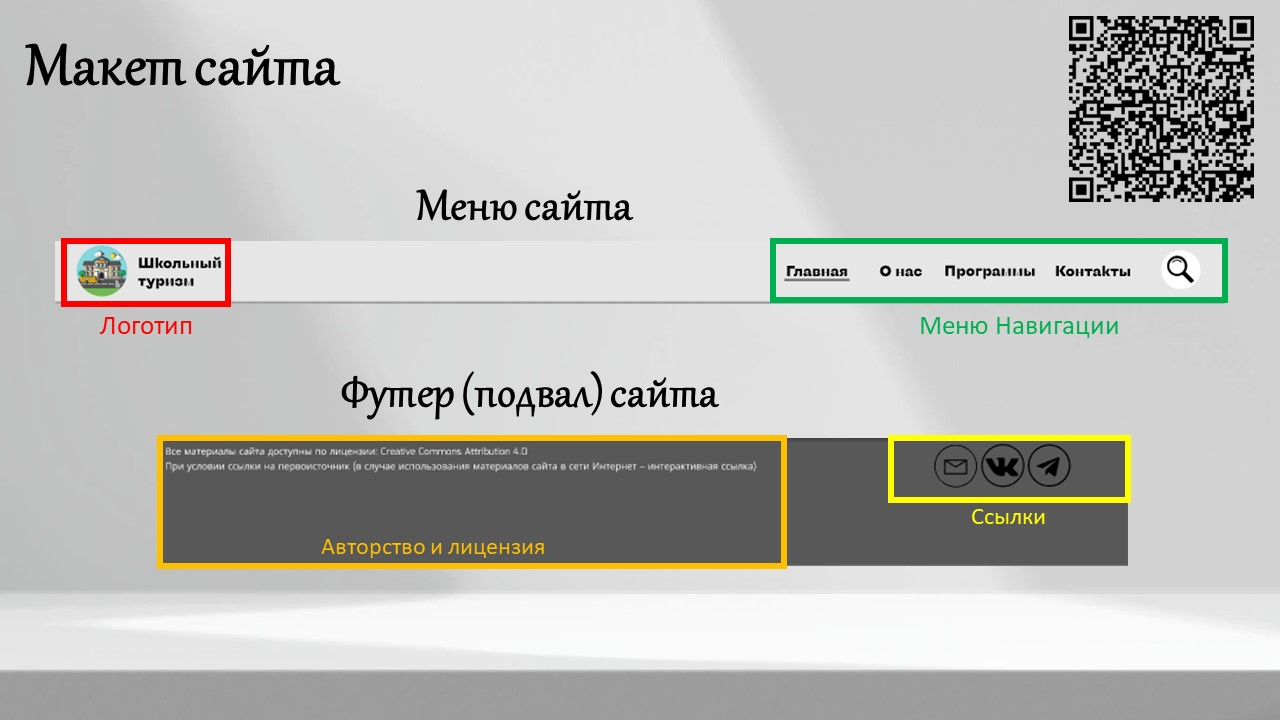 Макет сайта
Меню сайта
Школьный
туризм
Главная О нас Программы Контакты
Логотип
Меню Навигации
Футер (подвал) сайта
Все материалы сайта доступны по лицензии: Creative Commons Attribution 4.0
При условии ссылки на первоисточник (в случае использования материалов сайта в сети Интернет – интерактивная ссылка)
Ссылки
Авторство и лицензия